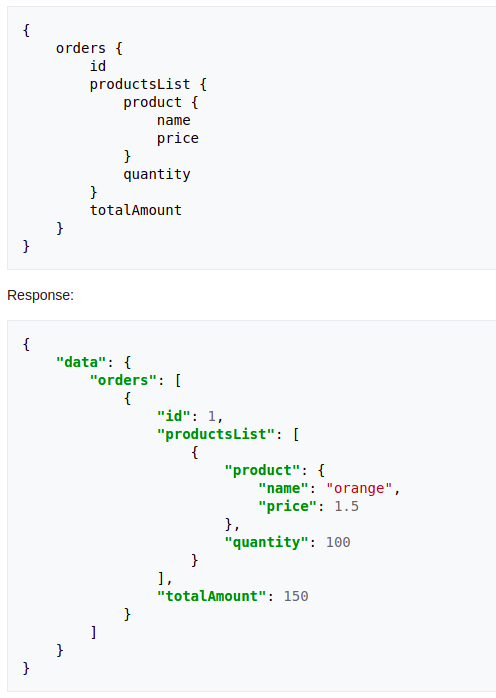 {
    orders {
        id
        productsList {
            product {
                name
                price
            }
            quantity
        }
        totalAmount
    }
}
Response:
{
    "data": {
        "orders": [
            {
                "id": 1,
                "productsList": [
                    {
                        "product": {
                            "name": "orange",
                            "price": 1.5
                        },
                        "quantity": 100
                    }
                ],
                "totalAmount": 150
            }
        ]
    }
}